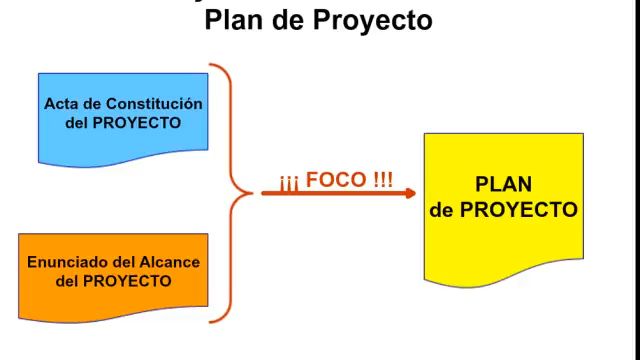 Plan de Proyecto
Acta de Constitución
del PROYECTO
¡¡¡ FOCO !!!
PLAN
de PROYECTO
Enunciado del Alcance
del PROYECTO